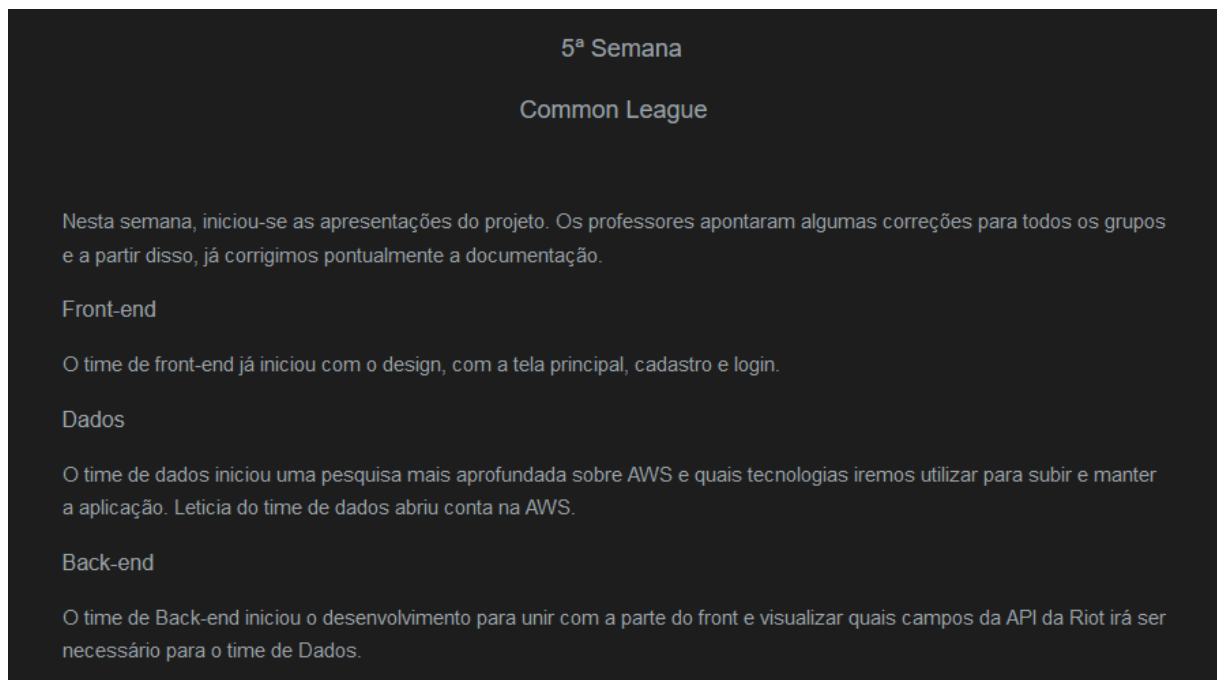 5ª Semana
Common League
Nesta semana, iniciou-se as apresentações do projeto. Os professores apontaram algumas correções para todos os grupos
e a partir disso, já corrigimos pontualmente a documentação.
Front-end
O time de front-end já iniciou com o design, com a tela principal, cadastro e login.
Dados
O time de dados iniciou uma pesquisa mais aprofundada sobre AWS e quais tecnologias iremos utilizar para subir e manter
a aplicação. Leticia do time de dados abriu conta na AWS.
Back-end
O time de Back-end iniciou o desenvolvimento para unir com a parte do front e visualizar quais campos da API da Riot irá ser
necessário para o time de Dados.